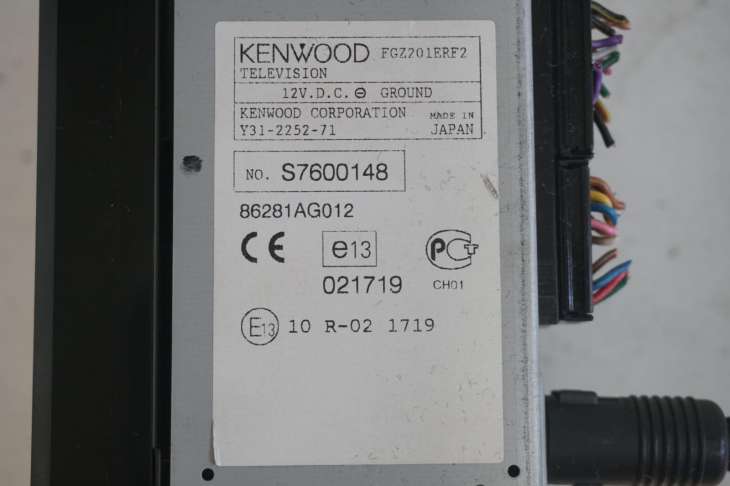 KENWOOD FGZ201ERF2
TELEVISION
12V.D.C. ⊖ GROUND
KENWOOD CORPORATION MADE IN
Y31-2252-71 JAPAN
NO. S7600148
86281AG012
CE e13 PCT
021719 CH01
E13 10 R-02 1719